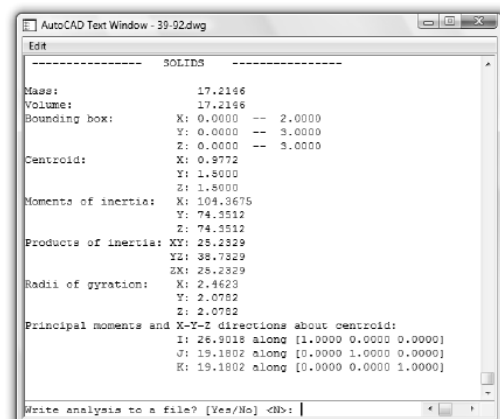 AutoCAD Text Window - 39-92.dwg
Edit
---------------- SOLIDS ----------------
Mass: 17.2146
Volume: 17.2146
Bounding box: X: 0.0000 -- 2.0000
Y: 0.0000 -- 3.0000
Z: 0.0000 -- 3.0000
Centroid: X: 0.9772
Y: 1.5000
Z: 1.5000
Moments of inertia: X: 104.3675
Y: 74.3512
Z: 74.3512
Products of inertia: XY: 25.2329
YZ: 38.7329
ZX: 25.2329
Radii of gyration: X: 2.4623
Y: 2.0782
Z: 2.0782
Principal moments and X-Y-Z directions about centroid:
I: 26.9018 along [1.0000 0.0000 0.0000]
J: 19.1802 along [0.0000 1.0000 0.0000]
K: 19.1802 along [0.0000 0.0000 1.0000]
Write analysis to a file? [Yes/No] <N>: